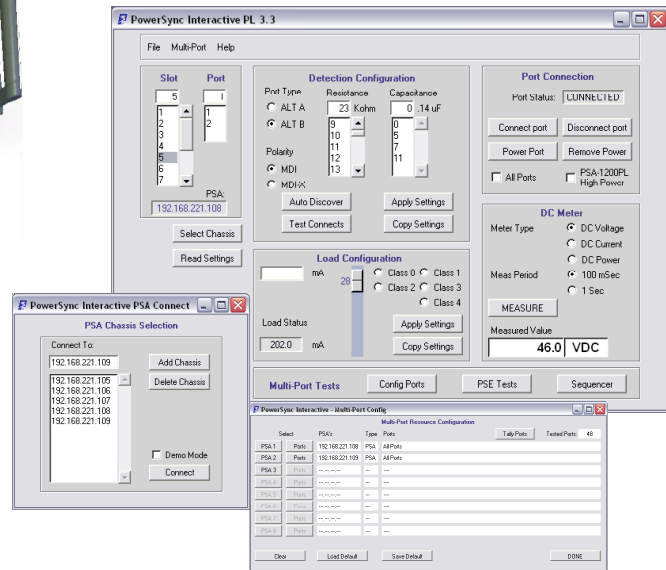 PowerSync Interactive PL 3.3
File Multi-Port Help
Slot Port
5 1
1
2
3
4
5
6
7
1
2
PSA:
192.168.221.108
Select Chassis
Read Settings
Detection Configuration
Port Type Resistance Capacitance
ALT A 23 Kohm 0 .14 uF
ALT B
9
10
11
12
13
0
5
7
11
Polarity
MDI
MDI-X
Auto Discover Apply Settings
Test Connects Copy Settings
Load Configuration
mA 28 Class 0 Class 1
Class 2 Class 3
Class 4
Load Status
202.0 mA
Apply Settings
Copy Settings
Port Connection
Port Status: CONNECTED
Connect port Disconnect port
Power Port Remove Power
All Ports PSA-1200PL
High Power
DC Meter
Meter Type DC Voltage
DC Current
DC Power
Meas Period 100 mSec
1 Sec
MEASURE
Measured Value
46.0 VDC
Multi-Port Tests Config Ports PSE Tests Sequencer
PowerSync Interactive PSA Connect
PSA Chassis Selection
Connect To:
192.168.221.109 Add Chassis
192.168.221.105 Delete Chassis
192.168.221.106
192.168.221.107
192.168.221.108
192.168.221.109
Demo Mode
Connect
PowerSync Interactive - Multi-Port Config
Multi-Port Resource Configuration
Select PSA's Type Ports Tally Ports Tested Ports 48
PSA 1 Ports 192.168.221.108 PSA All Ports
PSA 2 Ports 192.168.221.109 PSA All Ports
PSA 3 Ports --.--.--.-- -- ---
PSA 4 Ports --.--.--.-- -- ---
PSA 5 Ports --.--.--.-- -- ---
PSA 6 Ports --.--.--.-- -- ---
PSA 7 Ports --.--.--.-- -- ---
PSA 8 Ports --.--.--.-- -- ---
Clear Load Default Save Default DONE